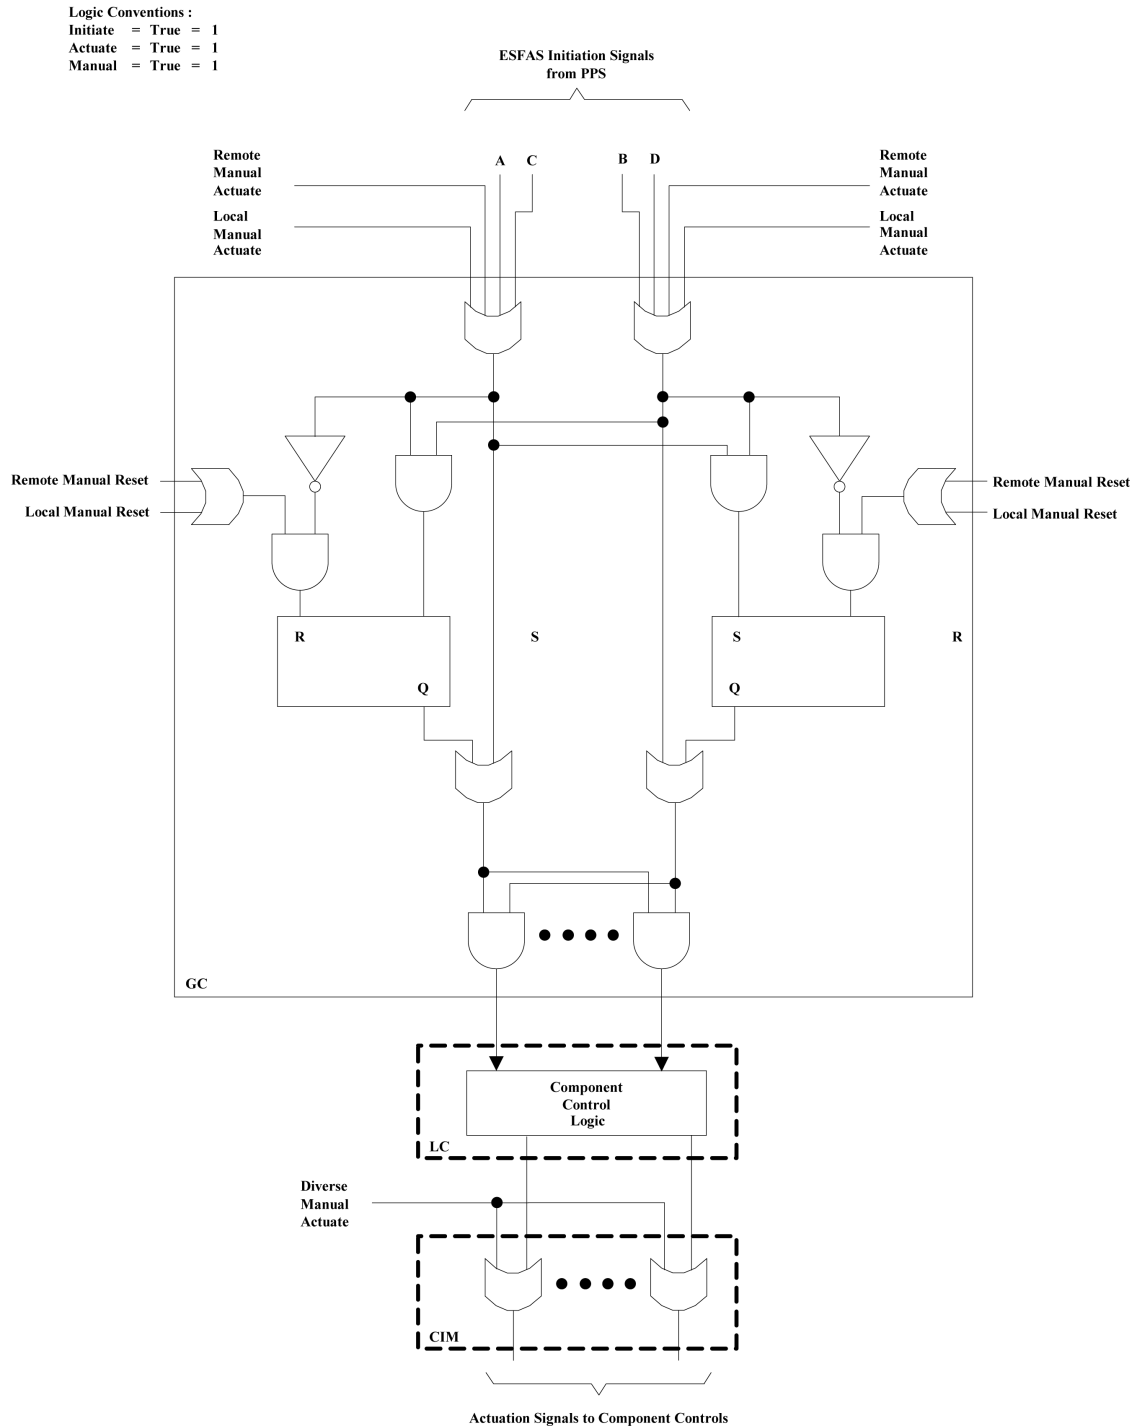 Logic Conventions :
Initiate = True = 1
Actuate = True = 1
Manual = True = 1
ESFAS Initiation Signals
from PPS
Remote
Manual
Actuate
Local
Manual
Actuate
A C
B D
Remote
Manual
Actuate
Local
Manual
Actuate
Remote Manual Reset
Local Manual Reset
Remote Manual Reset
Local Manual Reset
R S S R
Q Q
GC
Component
Control
Logic
LC
Diverse
Manual
Actuate
CIM
Actuation Signals to Component Controls